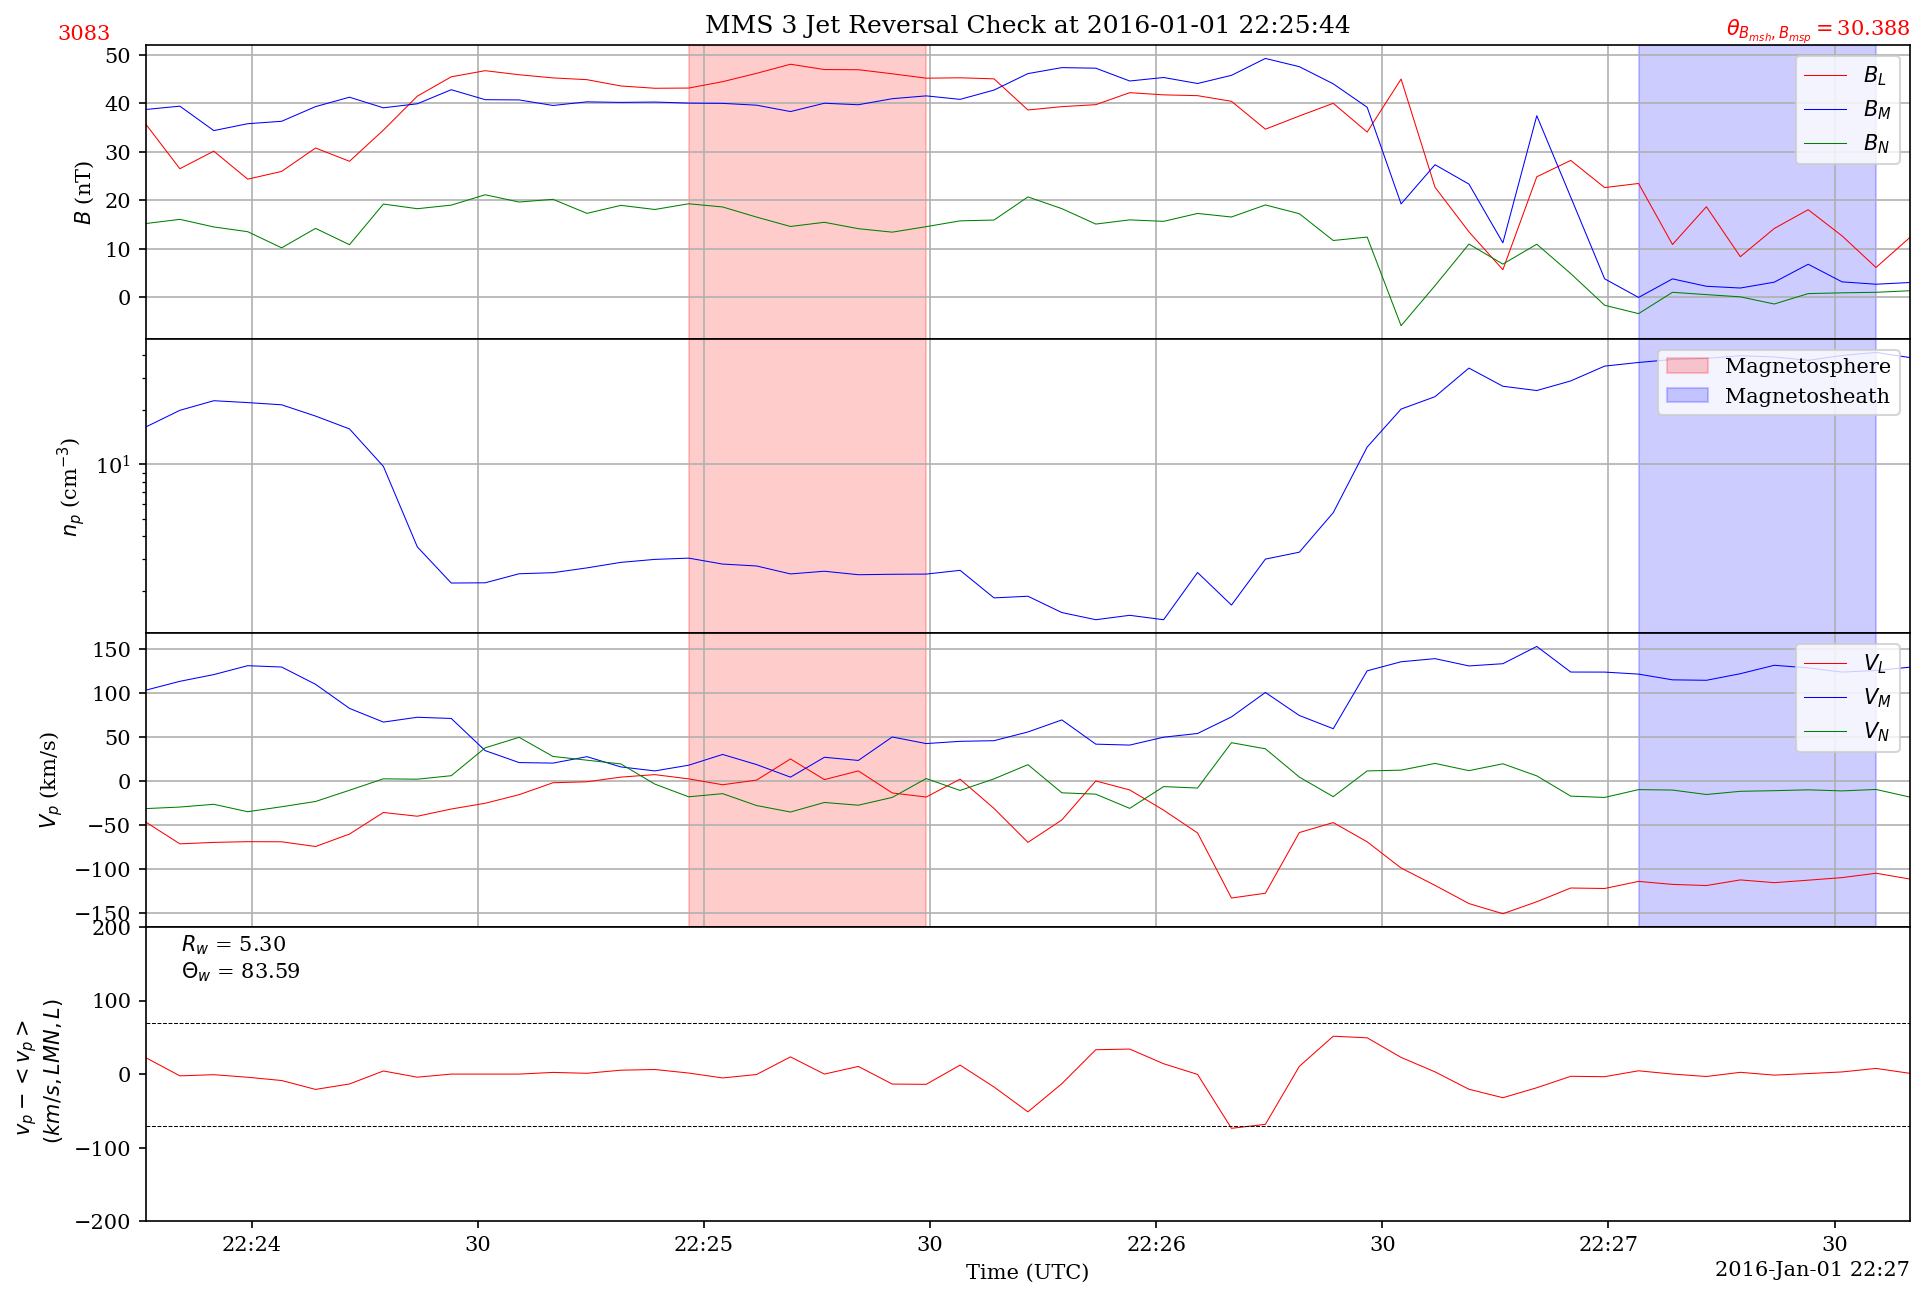 MMS 3 Jet Reversal Check at 2016-01-01 22:25:44
3083
θ_{B_{msh}, B_{msp}} = 30.388
50
40
30
20
10
0
B (nT)
B_L
B_M
B_N
10^1
n_p (cm^{-3})
Magnetosphere
Magnetosheath
150
100
50
0
−50
−100
−150
V_p (km/s)
V_L
V_M
V_N
200
100
0
−100
−200
v_p − < v_p >
(km/s, LMN, L)
R_w = 5.30
Θ_w = 83.59
22:24 30 22:25 30 22:26 30 22:27 30
Time (UTC)
2016-Jan-01 22:27